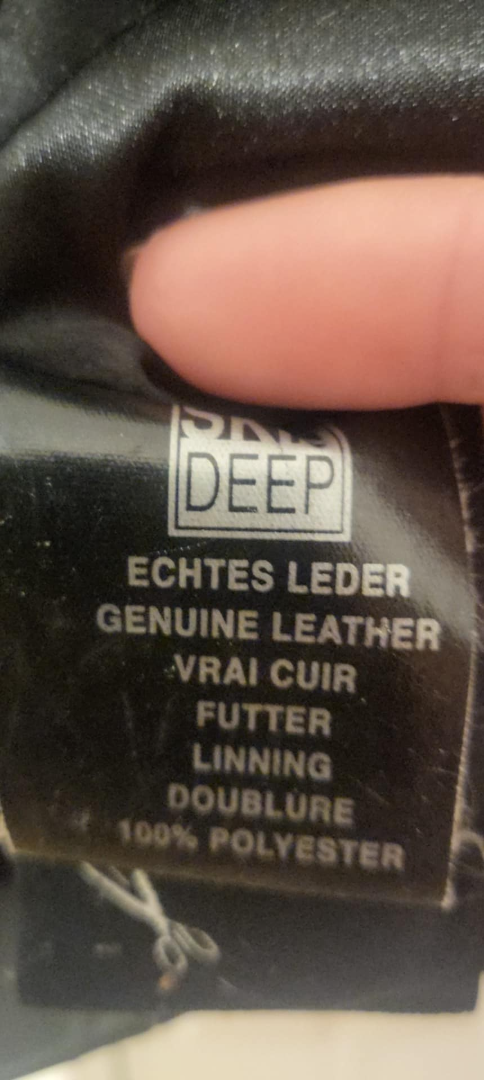 DEEP
ECHTES LEDER
GENUINE LEATHER
VRAI CUIR
FUTTER
LINNING
DOUBLURE
100% POLYESTER